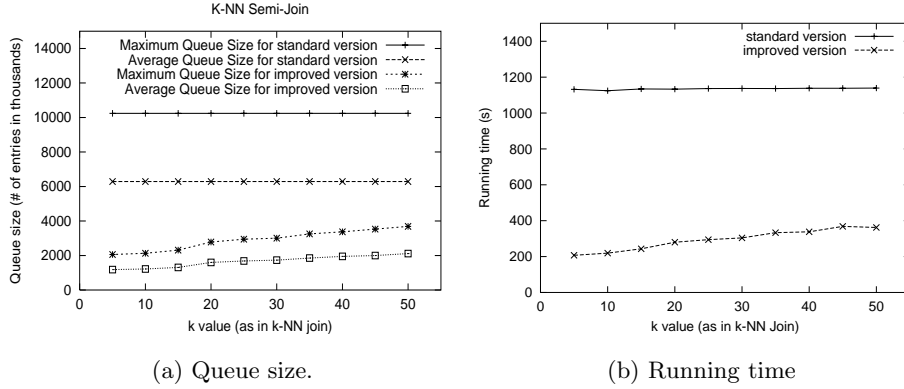 K-NN Semi-Join
Queue size (# of entries in thousands)
14000
12000
10000
8000
6000
4000
2000
0
Maximum Queue Size for standard version
Average Queue Size for standard version
Maximum Queue Size for improved version
Average Queue Size for improved version
0 10 20 30 40 50
k value (as in k-NN join)
(a) Queue size.
Running time (s)
1400
1200
1000
800
600
400
200
0
standard version
improved version
0 10 20 30 40 50
k value (as in k-NN Join)
(b) Running time